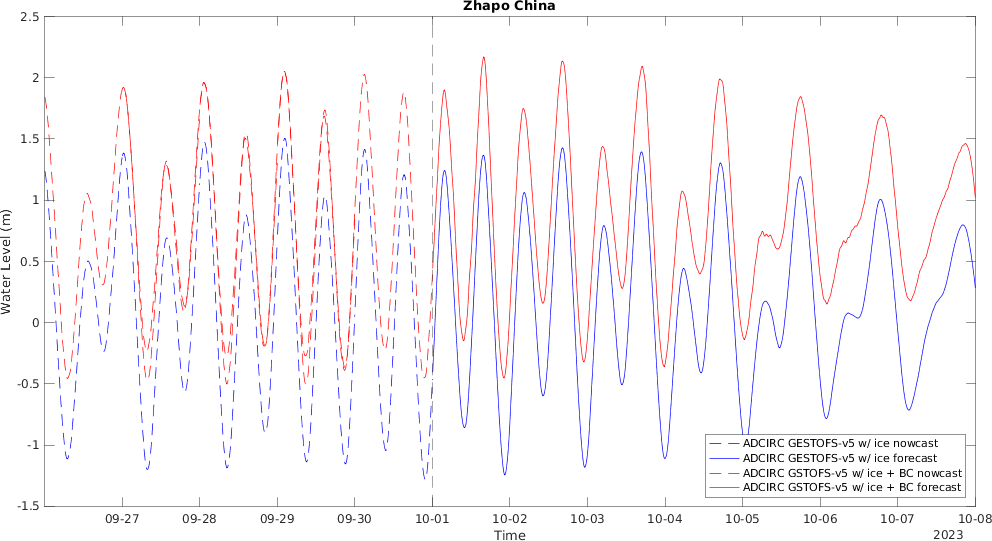 Zhapo China
2.5
2
1.5
1
0.5
0
-0.5
-1
-1.5
Water Level (m)
ADCIRC GESTOFS-v5 w/ ice nowcast
ADCIRC GESTOFS-v5 w/ ice forecast
ADCIRC GSTOFS-v5 w/ ice + BC nowcast
ADCIRC GSTOFS-v5 w/ ice + BC forecast
09-27 09-28 09-29 09-30 10-01 10-02 10-03 10-04 10-05 10-06 10-07 10-08
Time
2023